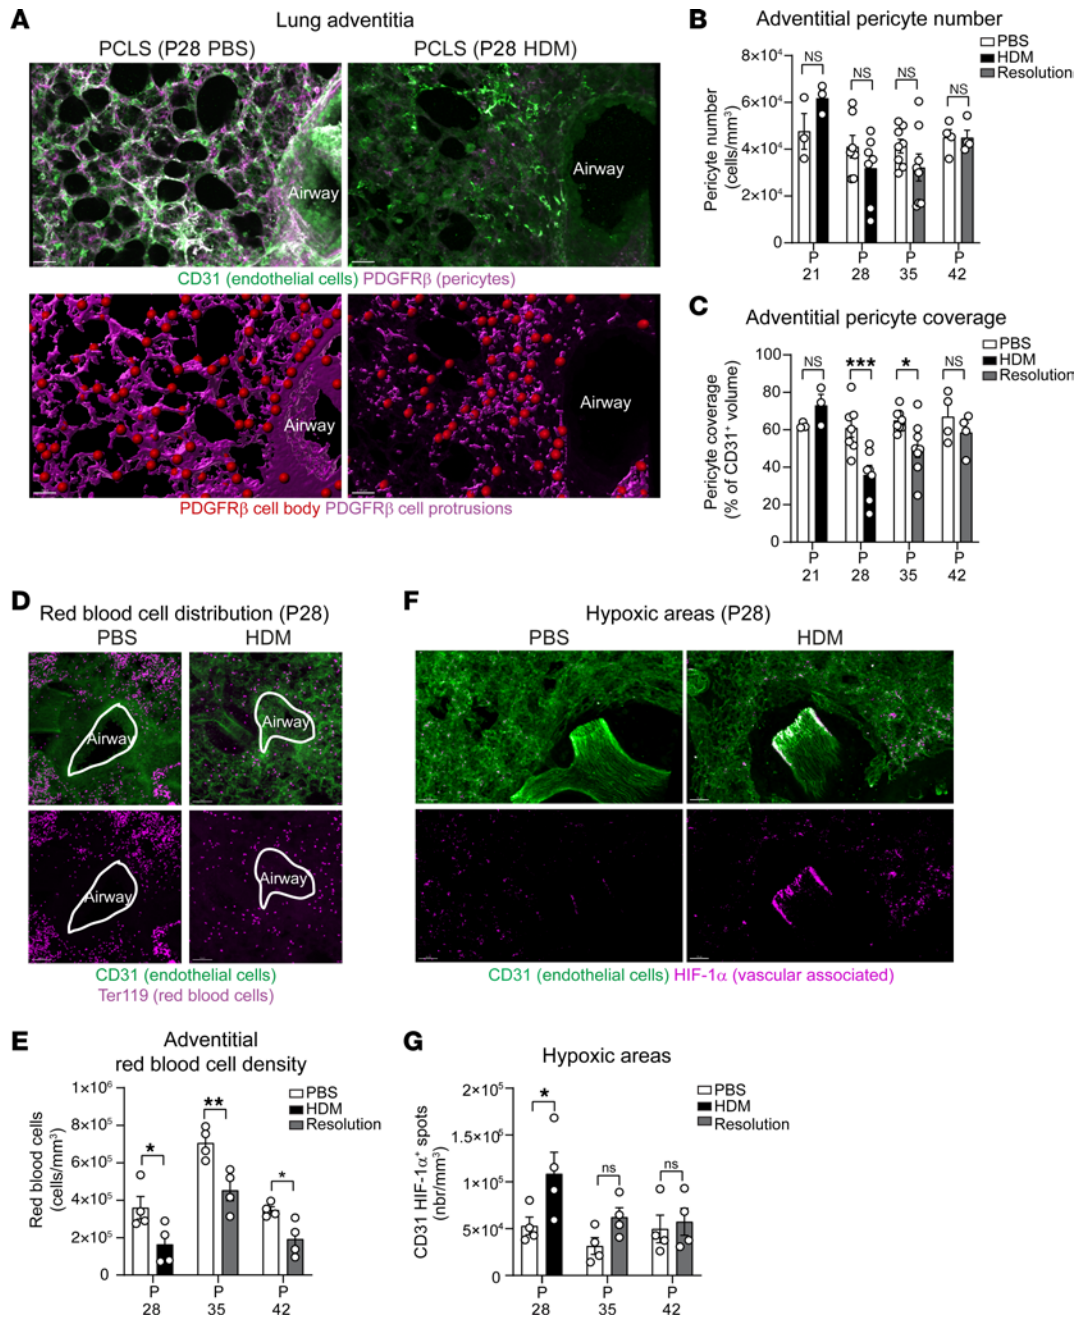 A
Lung adventitia
PCLS (P28 PBS)
PCLS (P28 HDM)
Airway
Airway
CD31 (endothelial cells) PDGFRβ (pericytes)
Airway
Airway
PDGFRβ cell body PDGFRβ cell protrusions
B
Adventitial pericyte number
PBS
HDM
Resolution
Pericyte number
(cells/mm³)
8×10⁴
6×10⁴
4×10⁴
2×10⁴
0
NS
NS
NS
NS
P P P P
21 28 35 42
C
Adventitial pericyte coverage
PBS
HDM
Resolution
Pericyte coverage
(% of CD31⁺ volume)
100
80
60
40
20
0
NS
***
*
NS
P P P P
21 28 35 42
D
Red blood cell distribution (P28)
PBS
HDM
Airway
Airway
Airway
Airway
CD31 (endothelial cells)
Ter119 (red blood cells)
F
Hypoxic areas (P28)
PBS
HDM
CD31 (endothelial cells) HIF-1α (vascular associated)
E
Adventitial
red blood cell density
PBS
HDM
Resolution
Red blood cells
(cells/mm³)
1×10⁶
8×10⁵
6×10⁵
4×10⁵
2×10⁵
0
*
**
*
P P P
28 35 42
G
Hypoxic areas
PBS
HDM
Resolution
CD31 HIF-1α⁺ spots
(nbr/mm³)
2×10⁵
1.5×10⁵
1×10⁵
5×10⁴
0
*
ns
ns
P P P
28 35 42